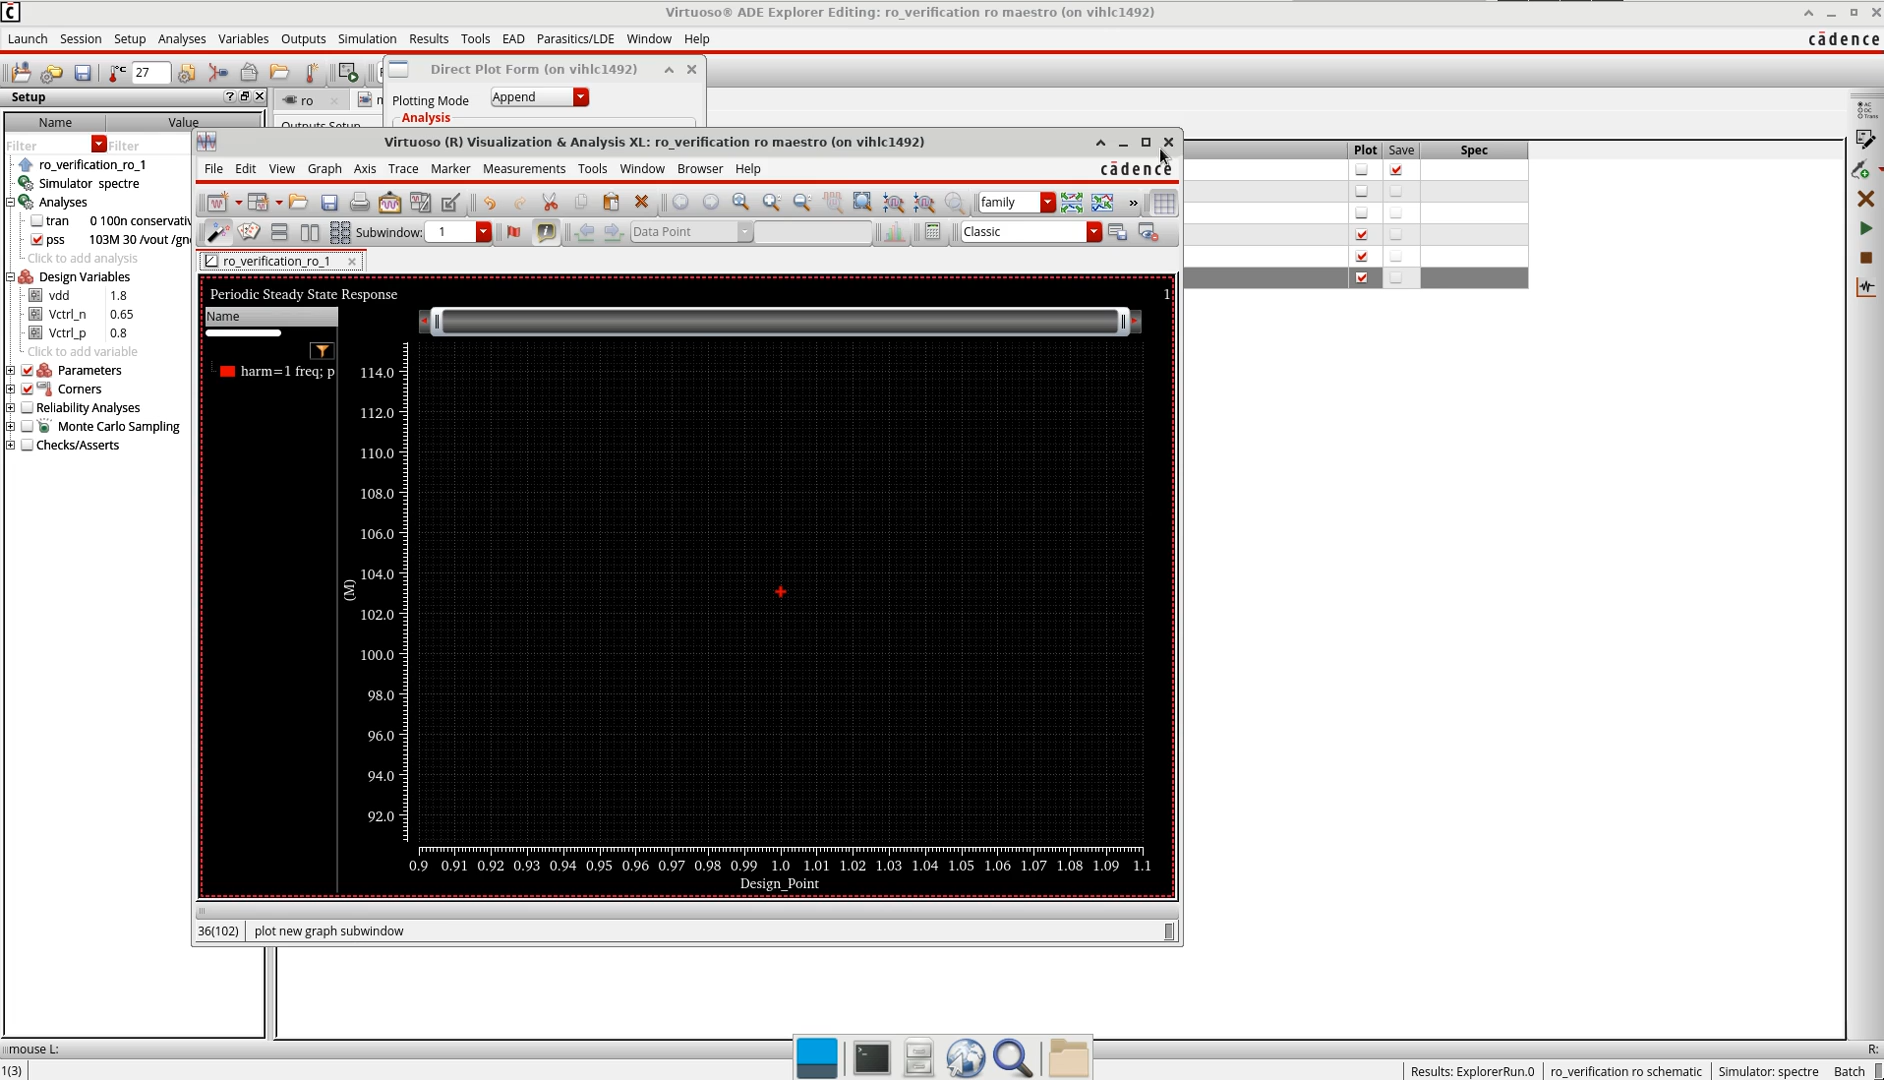 Virtuoso® ADE Explorer Editing: ro_verification ro maestro (on vihlc1492)
Launch Session Setup Analyses Variables Outputs Simulation Results Tools EAD Parasitics/LDE Window Help
cādence
°C 27
Direct Plot Form (on vihlc1492)
Plotting Mode Append
Analysis
Setup
ro
Outputs Setup
Name Value
Filter Filter
ro_verification_ro_1
Simulator spectre
Analyses
tran 0 100n conservativ
pss 103M 30 /vout /gn
Click to add analysis
Design Variables
vdd 1.8
Vctrl_n 0.65
Vctrl_p 0.8
Click to add variable
Parameters
Corners
Reliability Analyses
Monte Carlo Sampling
Checks/Asserts
Plot Save Spec
Virtuoso (R) Visualization & Analysis XL: ro_verification ro maestro (on vihlc1492)
File Edit View Graph Axis Trace Marker Measurements Tools Window Browser Help
cādence
family »
Subwindow: 1 Data Point Classic
ro_verification_ro_1
Periodic Steady State Response 1
Name
harm=1 freq; p
114.0
112.0
110.0
108.0
106.0
104.0
102.0
100.0
98.0
96.0
94.0
92.0
(M)
0.9 0.91 0.92 0.93 0.94 0.95 0.96 0.97 0.98 0.99 1.0 1.01 1.02 1.03 1.04 1.05 1.06 1.07 1.08 1.09 1.1
Design_Point
36(102) plot new graph subwindow
mouse L: R:
1(3) Results: ExplorerRun.0 ro_verification ro schematic Simulator: spectre Batch